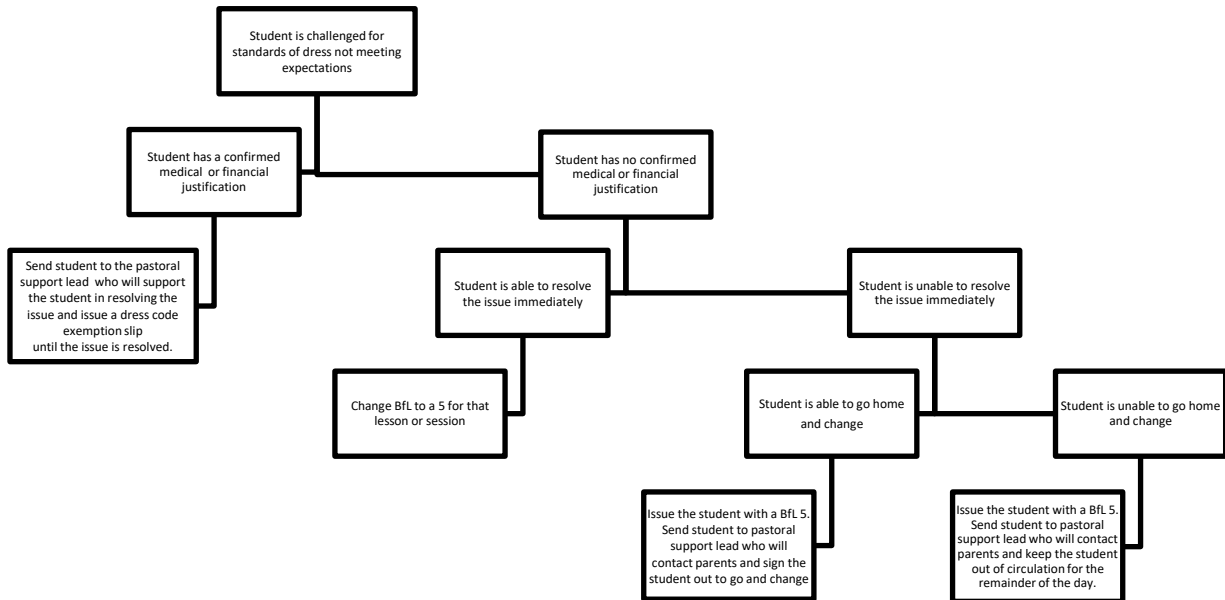 Student is challenged for
standards of dress not meeting
expectations
Student has a confirmed
medical or financial
justification
Student has no confirmed
medical or financial
justification
Send student to the pastoral
support lead who will support
the student in resolving the
issue and issue a dress code
exemption slip
until the issue is resolved.
Student is able to resolve
the issue immediately
Student is unable to resolve
the issue immediately
Change BfL to a 5 for that
lesson or session
Student is able to go home
and change
Student is unable to go home
and change
Issue the student with a BfL 5.
Send student to pastoral
support lead who will
contact parents and sign the
student out to go and change
Issue the student with a BfL 5.
Send student to pastoral
support lead who will contact
parents and keep the student
out of circulation for the
remainder of the day.